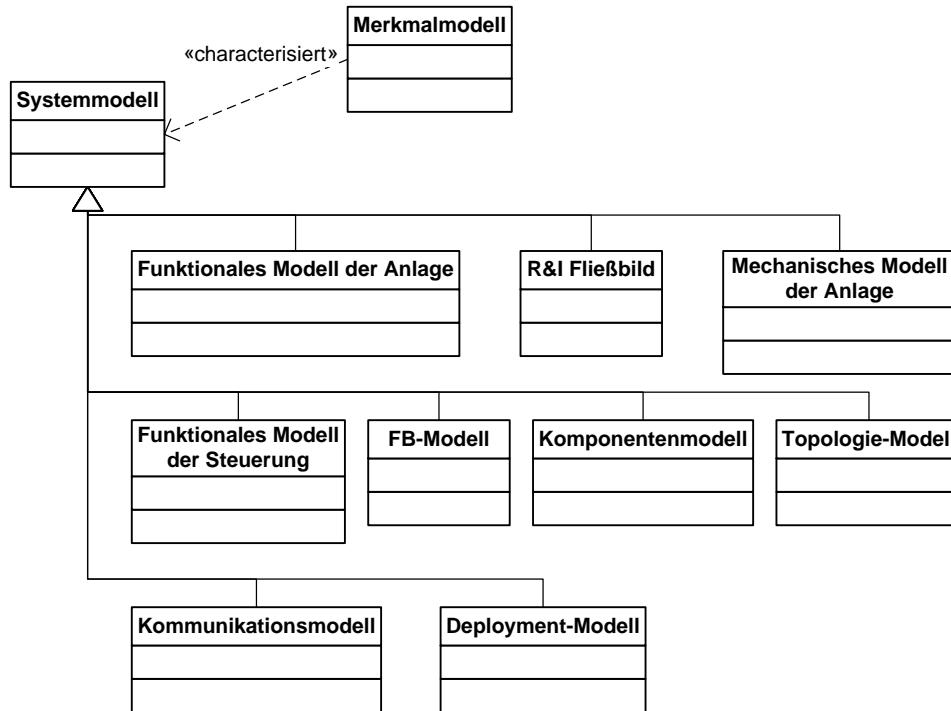 Merkmalmodell
«characterisiert»
Systemmodell
Funktionales Modell der Anlage
R&I Fließbild
Mechanisches Modell
der Anlage
Funktionales Modell
der Steuerung
FB-Modell
Komponentenmodell
Topologie-Model
Kommunikationsmodell
Deployment-Modell